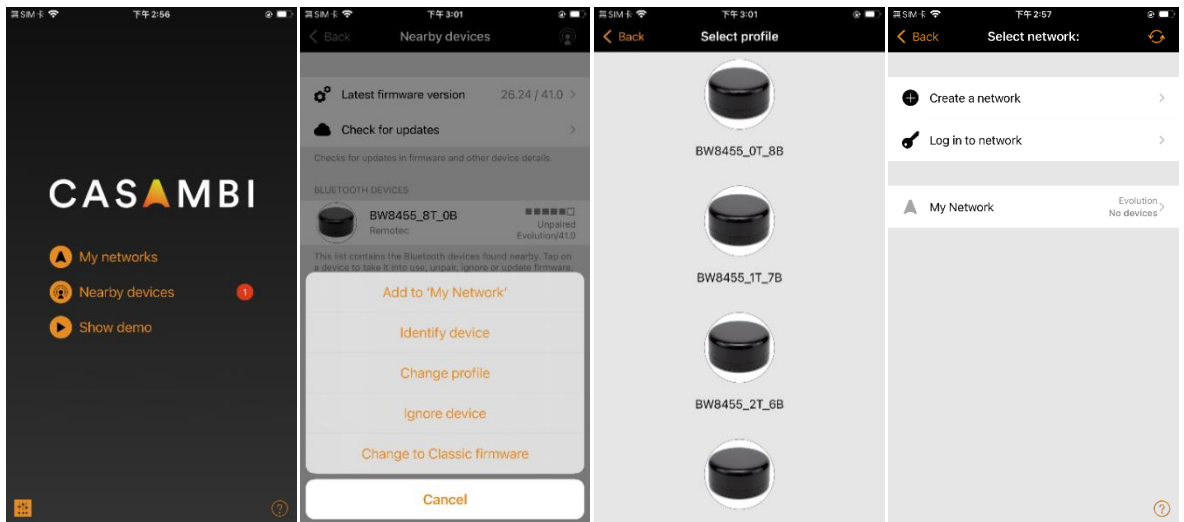 無SIM卡
下午2:56
CASAMBI
My networks
Nearby devices
1
Show demo
?
無SIM卡
下午3:01
Back
Nearby devices
Latest firmware version
26.24 / 41.0
Check for updates
Checks for updates in firmware and other device details.
BLUETOOTH DEVICES
BW8455_8T_0B
Remotec
Unpaired
Evolution/41.0
This list contains the Bluetooth devices found nearby. Tap on
a device to take it into use, unpair, ignore or update firmware.
Add to ‘My Network’
Identify device
Change profile
Ignore device
Change to Classic firmware
Cancel
無SIM卡
下午3:01
Back
Select profile
BW8455_0T_8B
BW8455_1T_7B
BW8455_2T_6B
無SIM卡
下午2:57
Back
Select network:
Create a network
Log in to network
My Network
Evolution
No devices
?